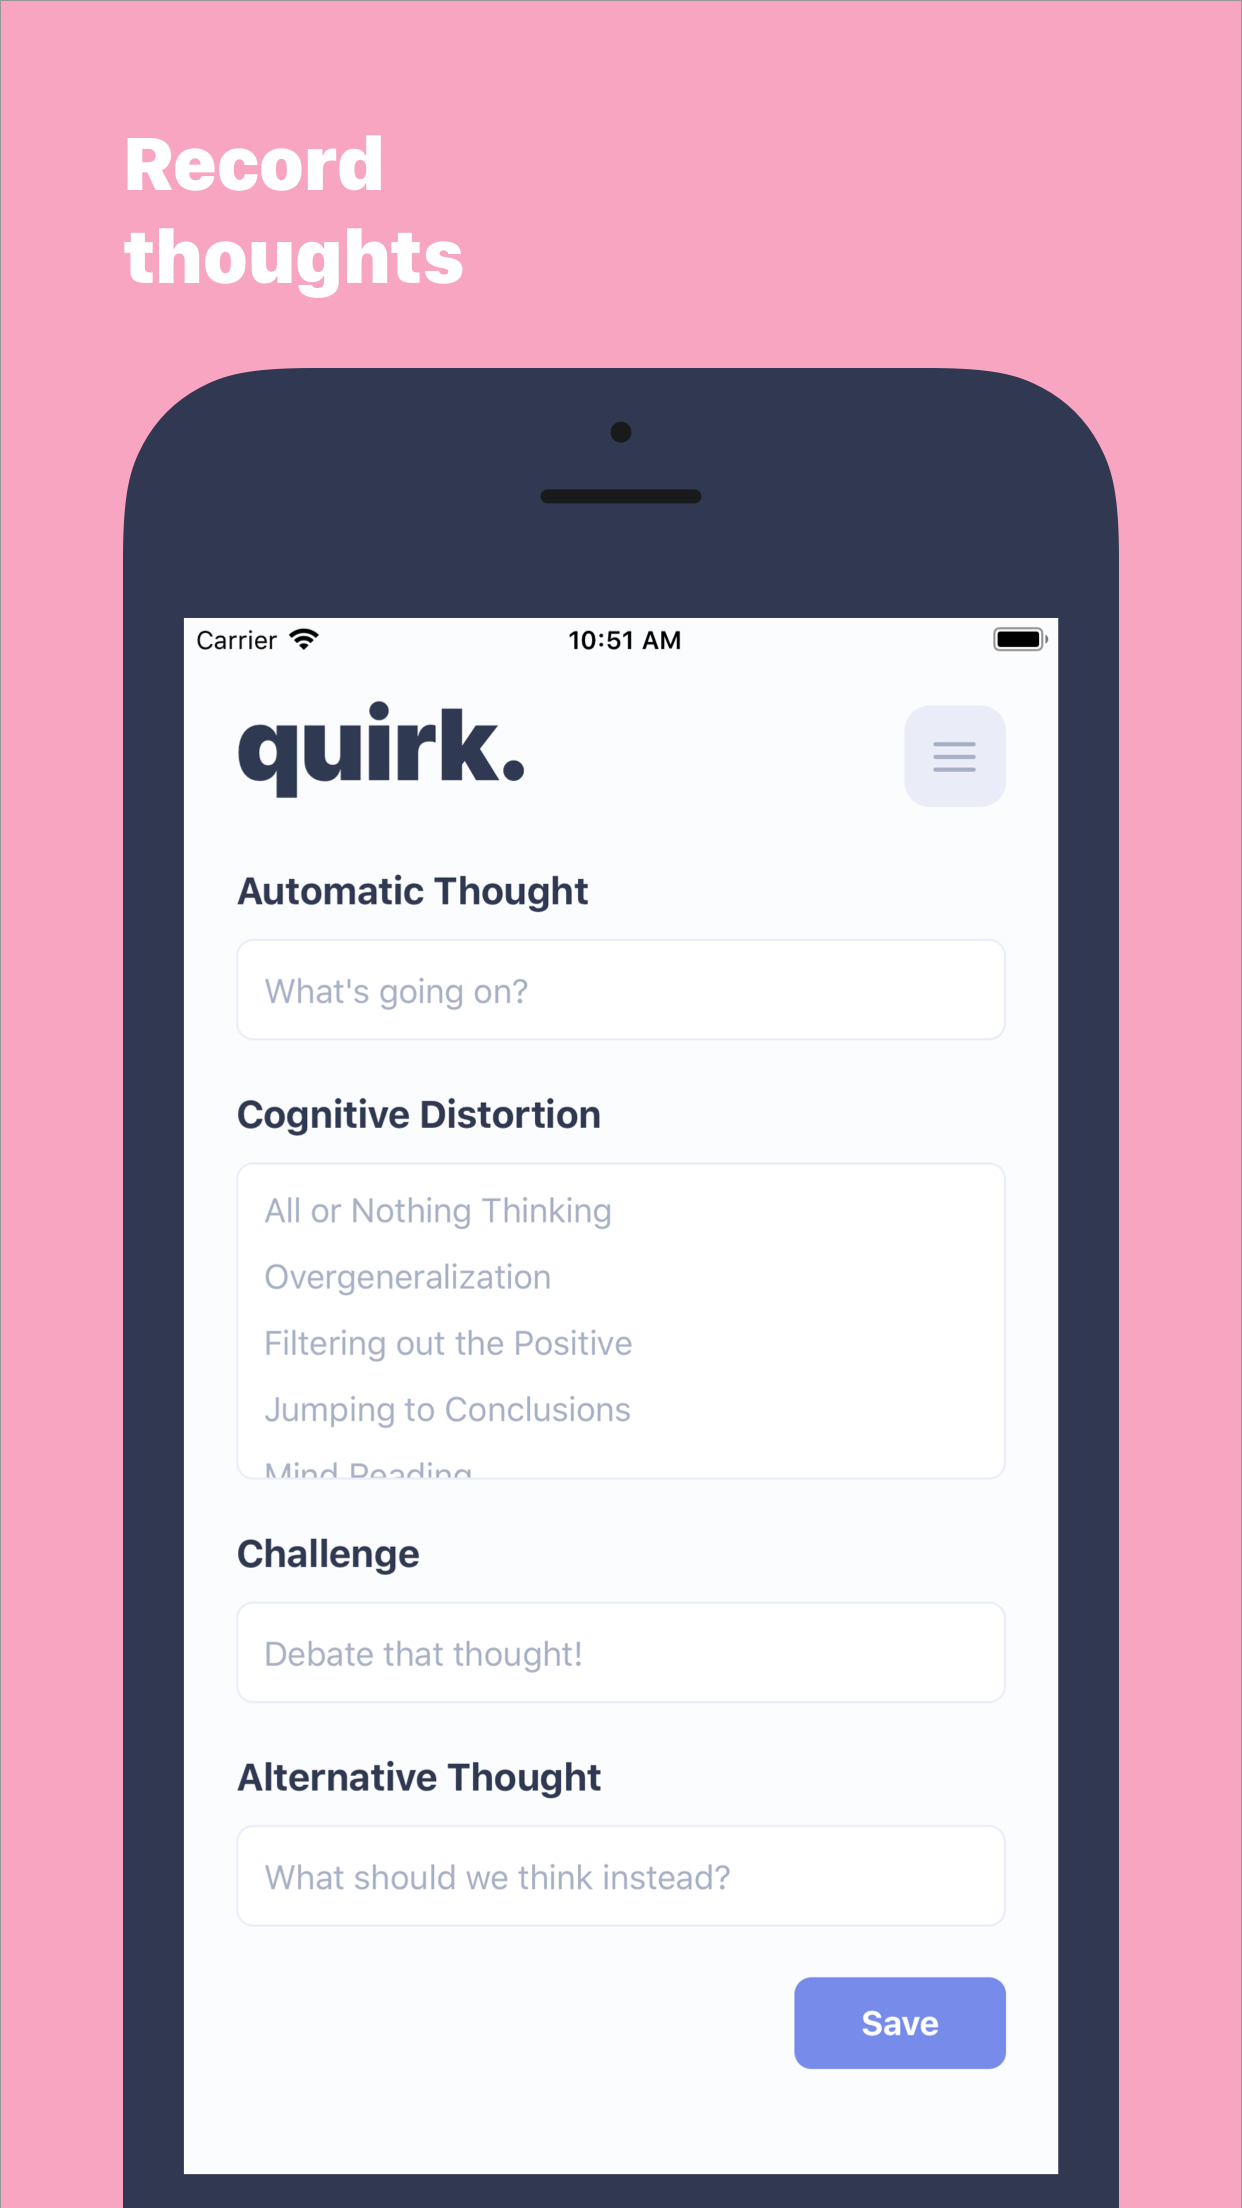 Record
thoughts
Carrier
10:51 AM
quirk.
Automatic Thought
What's going on?
Cognitive Distortion
All or Nothing Thinking
Overgeneralization
Filtering out the Positive
Jumping to Conclusions
Mind Reading
Challenge
Debate that thought!
Alternative Thought
What should we think instead?
Save